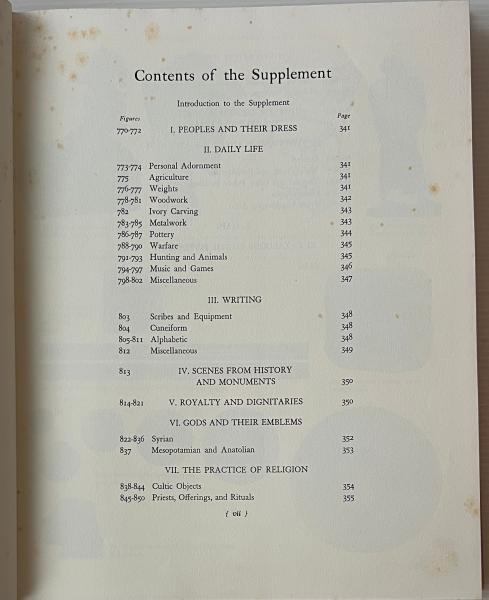 Contents of the Supplement
Introduction to the Supplement
Figures Page
770-772 I. PEOPLES AND THEIR DRESS 341
II. DAILY LIFE
773-774 Personal Adornment 341
775 Agriculture 341
776-777 Weights 341
778-781 Woodwork 342
782 Ivory Carving 343
783-785 Metalwork 343
786-787 Pottery 344
788-790 Warfare 345
791-793 Hunting and Animals 345
794-797 Music and Games 346
798-802 Miscellaneous 347
III. WRITING
803 Scribes and Equipment 348
804 Cuneiform 348
805-811 Alphabetic 348
812 Miscellaneous 349
813 IV. SCENES FROM HISTORY
AND MONUMENTS 350
814-821 V. ROYALTY AND DIGNITARIES 350
VI. GODS AND THEIR EMBLEMS
822-836 Syrian 352
837 Mesopotamian and Anatolian 353
VII. THE PRACTICE OF RELIGION
838-844 Cultic Objects 354
845-850 Priests, Offerings, and Rituals 355
{ vii }